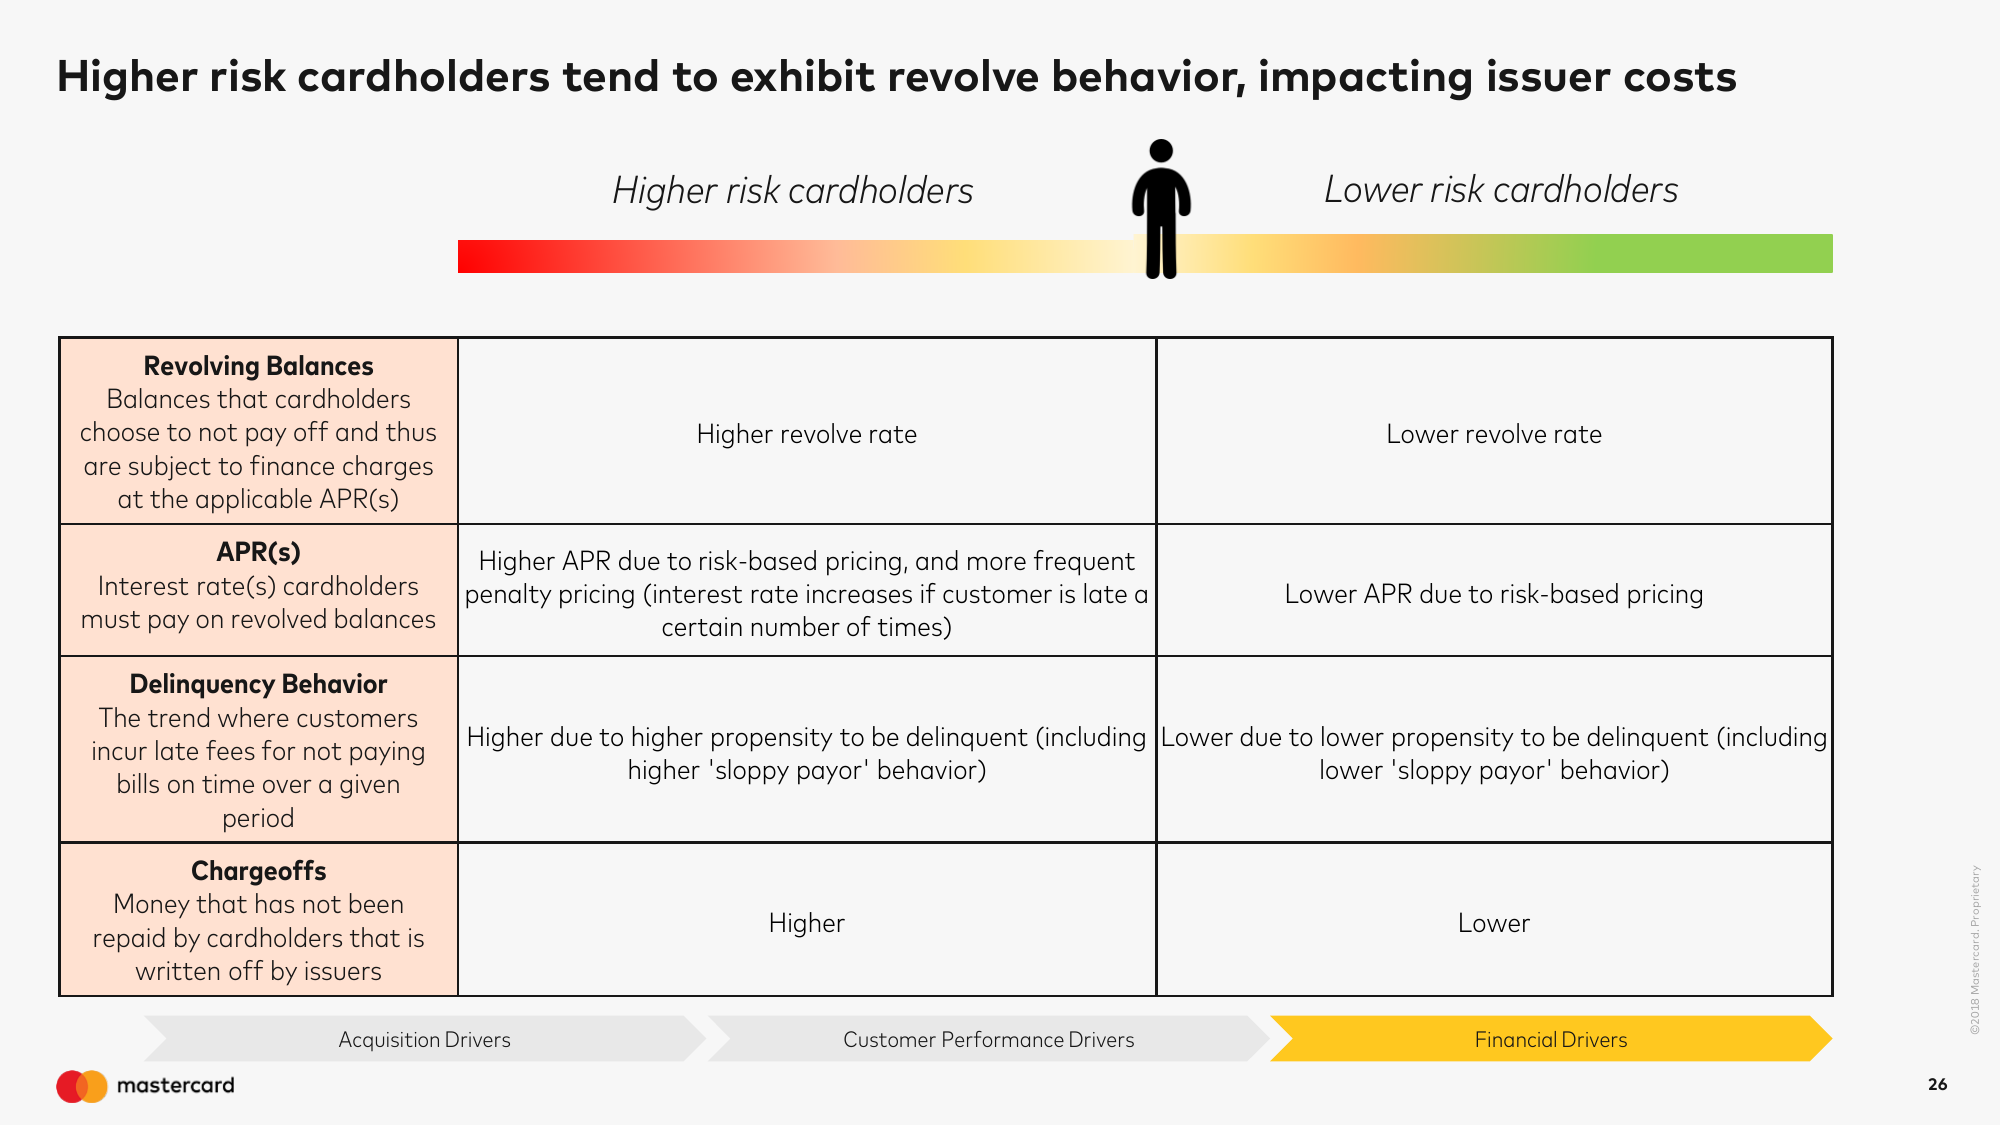 Higher risk cardholders tend to exhibit revolve behavior, impacting issuer costs
Higher risk cardholders
Lower risk cardholders
Revolving Balances
Balances that cardholders
choose to not pay off and thus
are subject to finance charges
at the applicable APR(s)
Higher revolve rate
Lower revolve rate
APR(s)
Interest rate(s) cardholders
must pay on revolved balances
Higher APR due to risk-based pricing, and more frequent
penalty pricing (interest rate increases if customer is late a
certain number of times)
Lower APR due to risk-based pricing
Delinquency Behavior
The trend where customers
incur late fees for not paying
bills on time over a given
period
Higher due to higher propensity to be delinquent (including
higher 'sloppy payor' behavior)
Lower due to lower propensity to be delinquent (including
lower 'sloppy payor' behavior)
Chargeoffs
Money that has not been
repaid by cardholders that is
written off by issuers
Higher
Lower
Acquisition Drivers
Customer Performance Drivers
Financial Drivers
mastercard
26
©2018 Mastercard. Proprietary